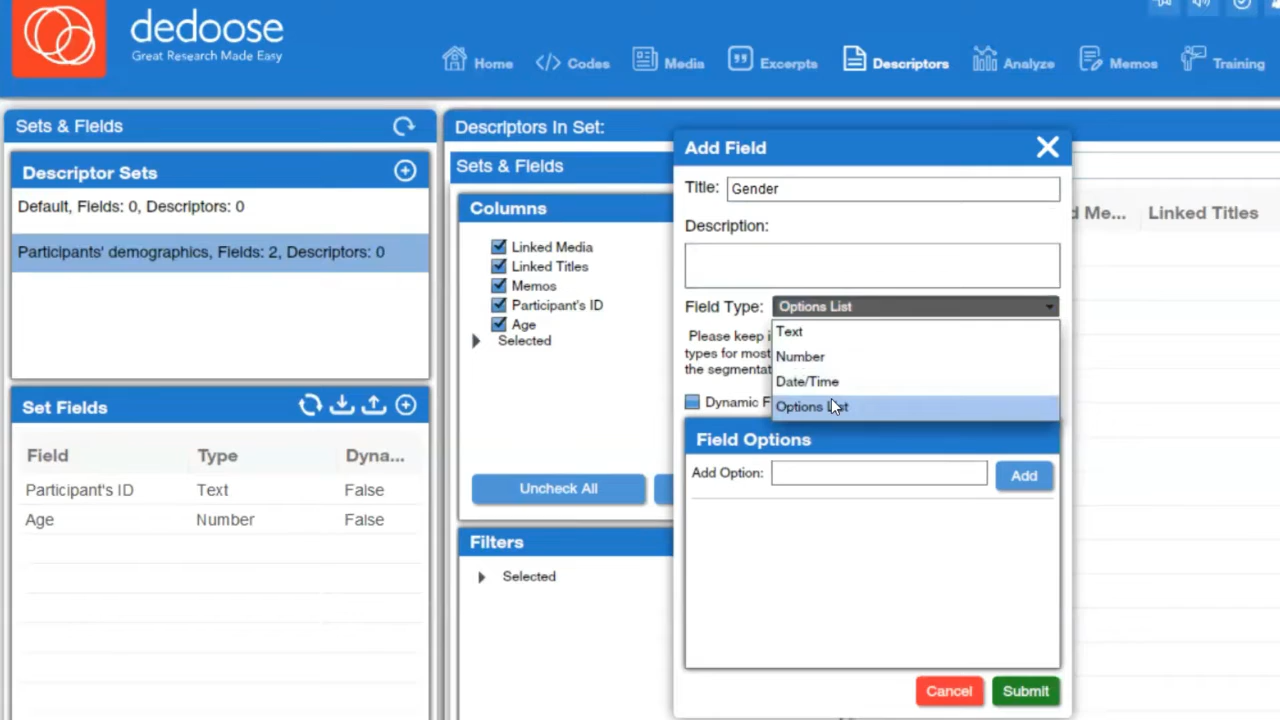 dedoose
Great Research Made Easy
Home
</> Codes
Media
Excerpts
Descriptors
Analyze
Memos
Training
Sets & Fields
Descriptor Sets
Default, Fields: 0, Descriptors: 0
Participants' demographics, Fields: 2, Descriptors: 0
Set Fields
Field Type Dyna...
Participant's ID Text False
Age Number False
Descriptors In Set:
Sets & Fields
Columns
Linked Media
Linked Titles
Memos
Participant's ID
Age
Selected
Uncheck All
Filters
Selected
Add Field
Title: Gender
Description:
Field Type: Options List
Text
Number
Date/Time
Options List
Please keep i
types for most
the segmentat
Dynamic F
Field Options
Add Option:
Add
Cancel
Submit
d Me... Linked Titles